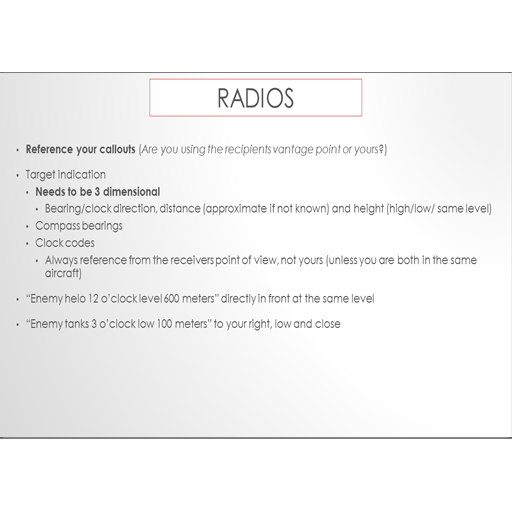 RADIOS
Reference your callouts (Are you using the recipients vantage point or yours?)
Target indication
Needs to be 3 dimensional
Bearing/clock direction, distance (approximate if not known) and height (high/low/ same level)
Compass bearings
Clock codes
Always reference from the receivers point of view, not yours (unless you are both in the same
aircraft)
“Enemy helo 12 o’clock level 600 meters” directly in front at the same level
“Enemy tanks 3 o’clock low 100 meters” to your right, low and close